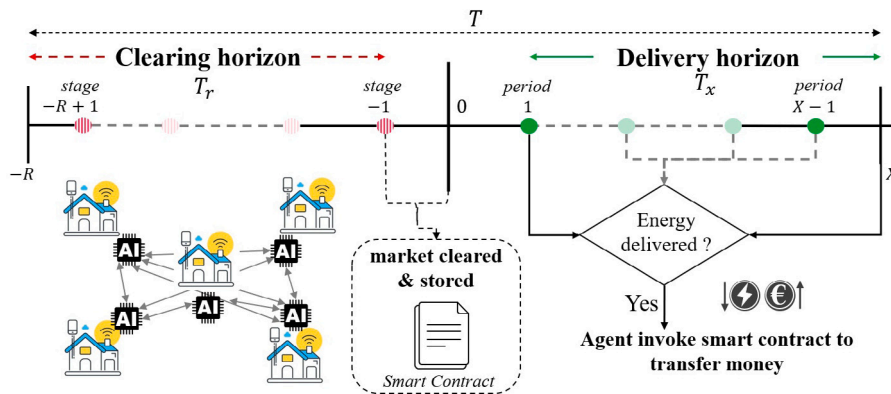 T
Clearing horizon
Delivery horizon
T_r
T_x
stage
-R + 1
stage
-1
0
period
1
period
X - 1
-R
X
AI
AI
AI
AI
AI
market cleared
& stored
Smart Contract
Energy
delivered ?
Yes
€
Agent invoke smart contract to
transfer money